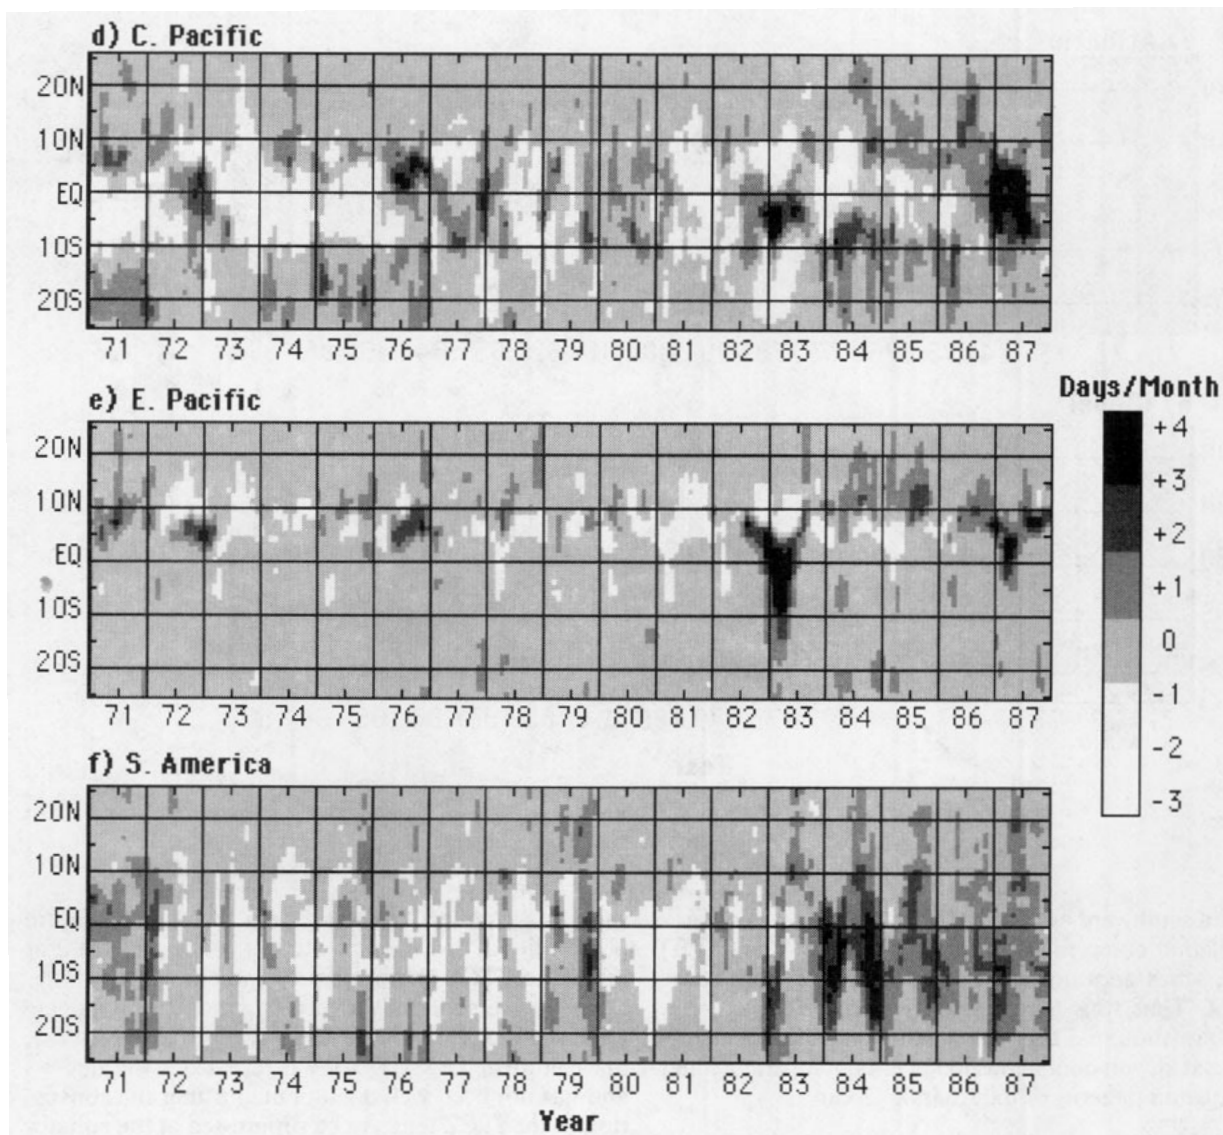 d) C. Pacific
20N
10N
EQ
10S
20S
71 72 73 74 75 76 77 78 79 80 81 82 83 84 85 86 87
e) E. Pacific
20N
10N
EQ
10S
20S
71 72 73 74 75 76 77 78 79 80 81 82 83 84 85 86 87
Days/Month
+4
+3
+2
+1
0
-1
-2
-3
f) S. America
20N
10N
EQ
10S
20S
71 72 73 74 75 76 77 78 79 80 81 82 83 84 85 86 87
Year